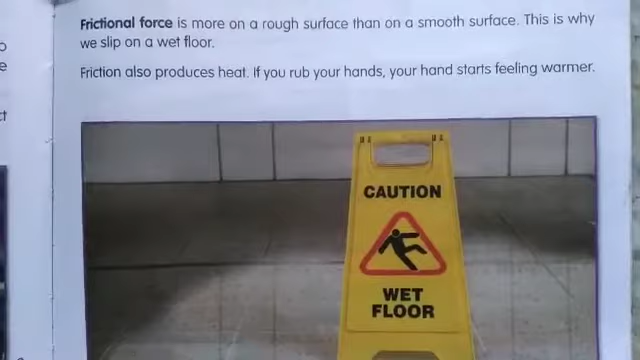 Frictional force is more on a rough surface than on a smooth surface. This is why
we slip on a wet floor.
Friction also produces heat. If you rub your hands, your hand starts feeling warmer.
CAUTION
WET
FLOOR